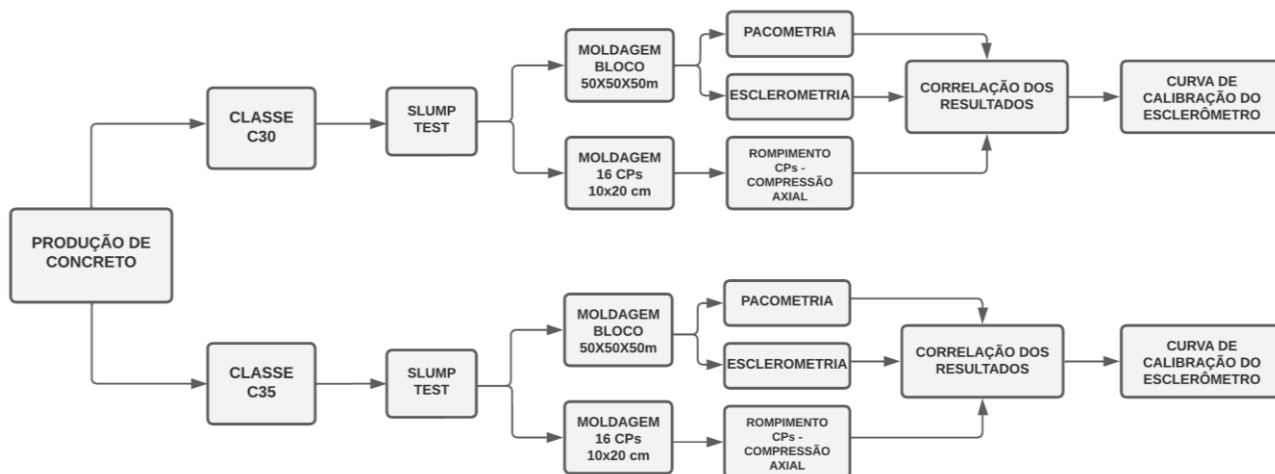 PRODUÇÃO DE
CONCRETO
CLASSE
C30
SLUMP
TEST
MOLDAGEM
BLOCO
50X50X50m
PACOMETRIA
ESCLEROMETRIA
MOLDAGEM
16 CPs
10x20 cm
ROMPIMENTO
CPs -
COMPRESSÃO
AXIAL
CORRELAÇÃO DOS
RESULTADOS
CURVA DE
CALIBRAÇÃO DO
ESCLERÔMETRO
CLASSE
C35
SLUMP
TEST
MOLDAGEM
BLOCO
50X50X50m
PACOMETRIA
ESCLEROMETRIA
MOLDAGEM
16 CPs
10x20 cm
ROMPIMENTO
CPs -
COMPRESSÃO
AXIAL
CORRELAÇÃO DOS
RESULTADOS
CURVA DE
CALIBRAÇÃO DO
ESCLERÔMETRO